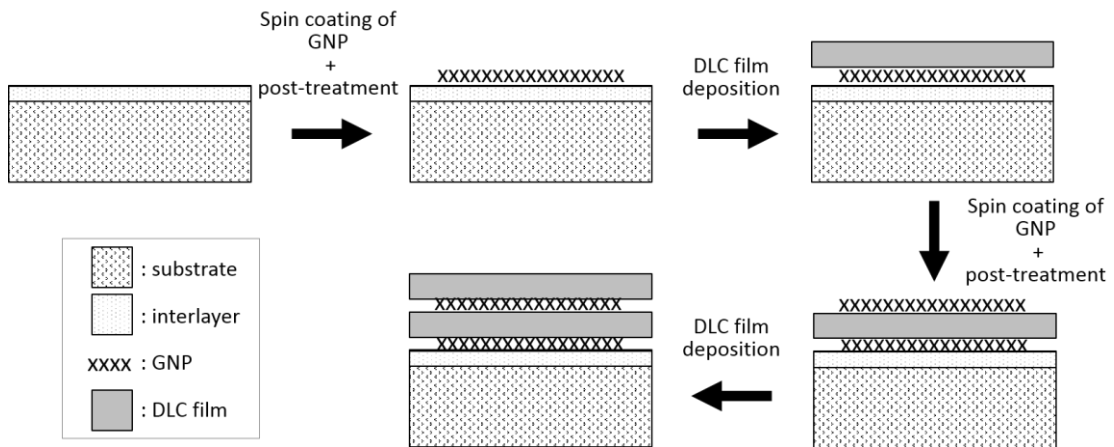 Spin coating of
GNP
+
post-treatment
XXXXXXXXXXXXXXXXX
DLC film
deposition
XXXXXXXXXXXXXXXXX
Spin coating of
GNP
+
post-treatment
XXXXXXXXXXXXXXXXX
XXXXXXXXXXXXXXXXX
DLC film
deposition
XXXXXXXXXXXXXXXXX
XXXXXXXXXXXXXXXXX
: substrate
: interlayer
XXXX : GNP
: DLC film